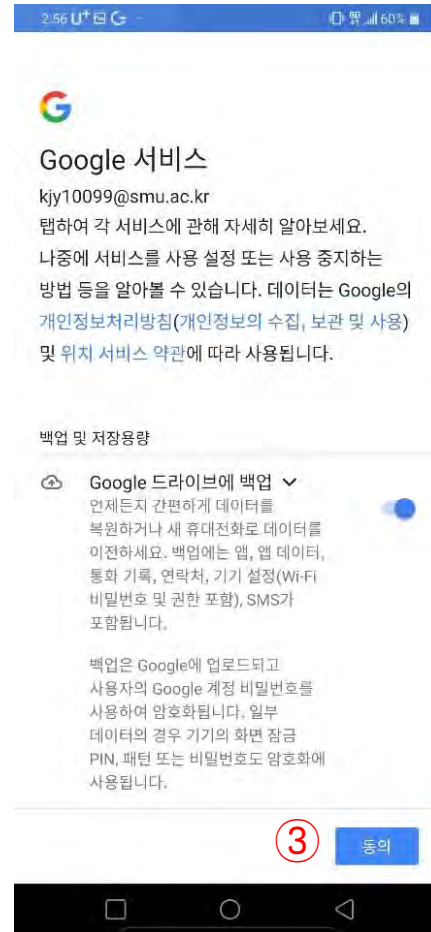 2:56 U+ G
60%
G
Google 서비스
kjy10099@smu.ac.kr
탭하여 각 서비스에 관해 자세히 알아보세요.
나중에 서비스를 사용 설정 또는 사용 중지하는
방법 등을 알아볼 수 있습니다. 데이터는 Google의
개인정보처리방침(개인정보의 수집, 보관 및 사용)
및 위치 서비스 약관에 따라 사용됩니다.
백업 및 저장용량
Google 드라이브에 백업
언제든지 간편하게 데이터를
복원하거나 새 휴대전화로 데이터를
이전하세요. 백업에는 앱, 앱 데이터,
통화 기록, 연락처, 기기 설정(Wi-Fi
비밀번호 및 권한 포함), SMS가
포함됩니다.
백업은 Google에 업로드되고
사용자의 Google 계정 비밀번호를
사용하여 암호화됩니다. 일부
데이터의 경우 기기의 화면 잠금
PIN, 패턴 또는 비밀번호도 암호화에
사용됩니다.
③ 동의